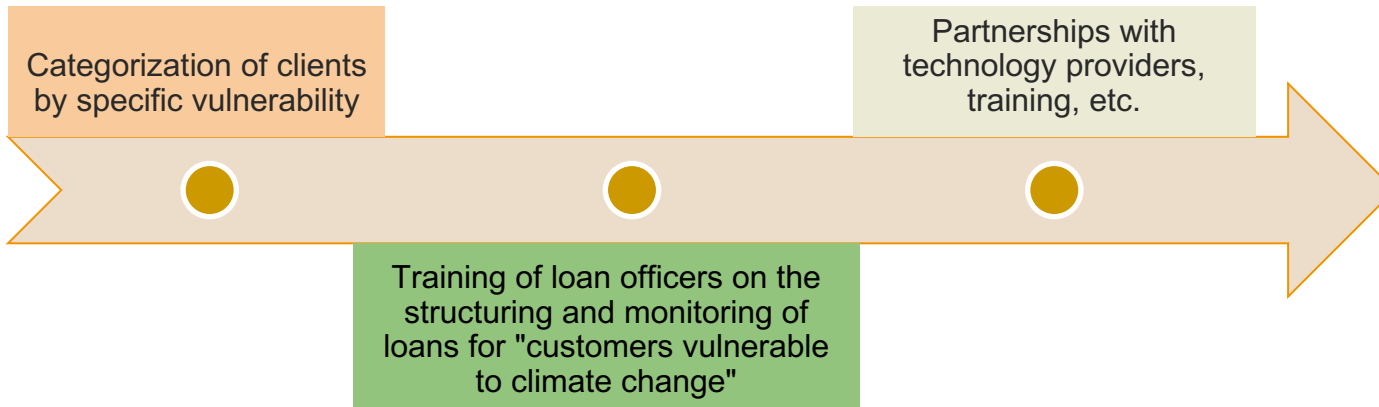 Categorization of clients
by specific vulnerability
Training of loan officers on the
structuring and monitoring of
loans for "customers vulnerable
to climate change"
Partnerships with
technology providers,
training, etc.